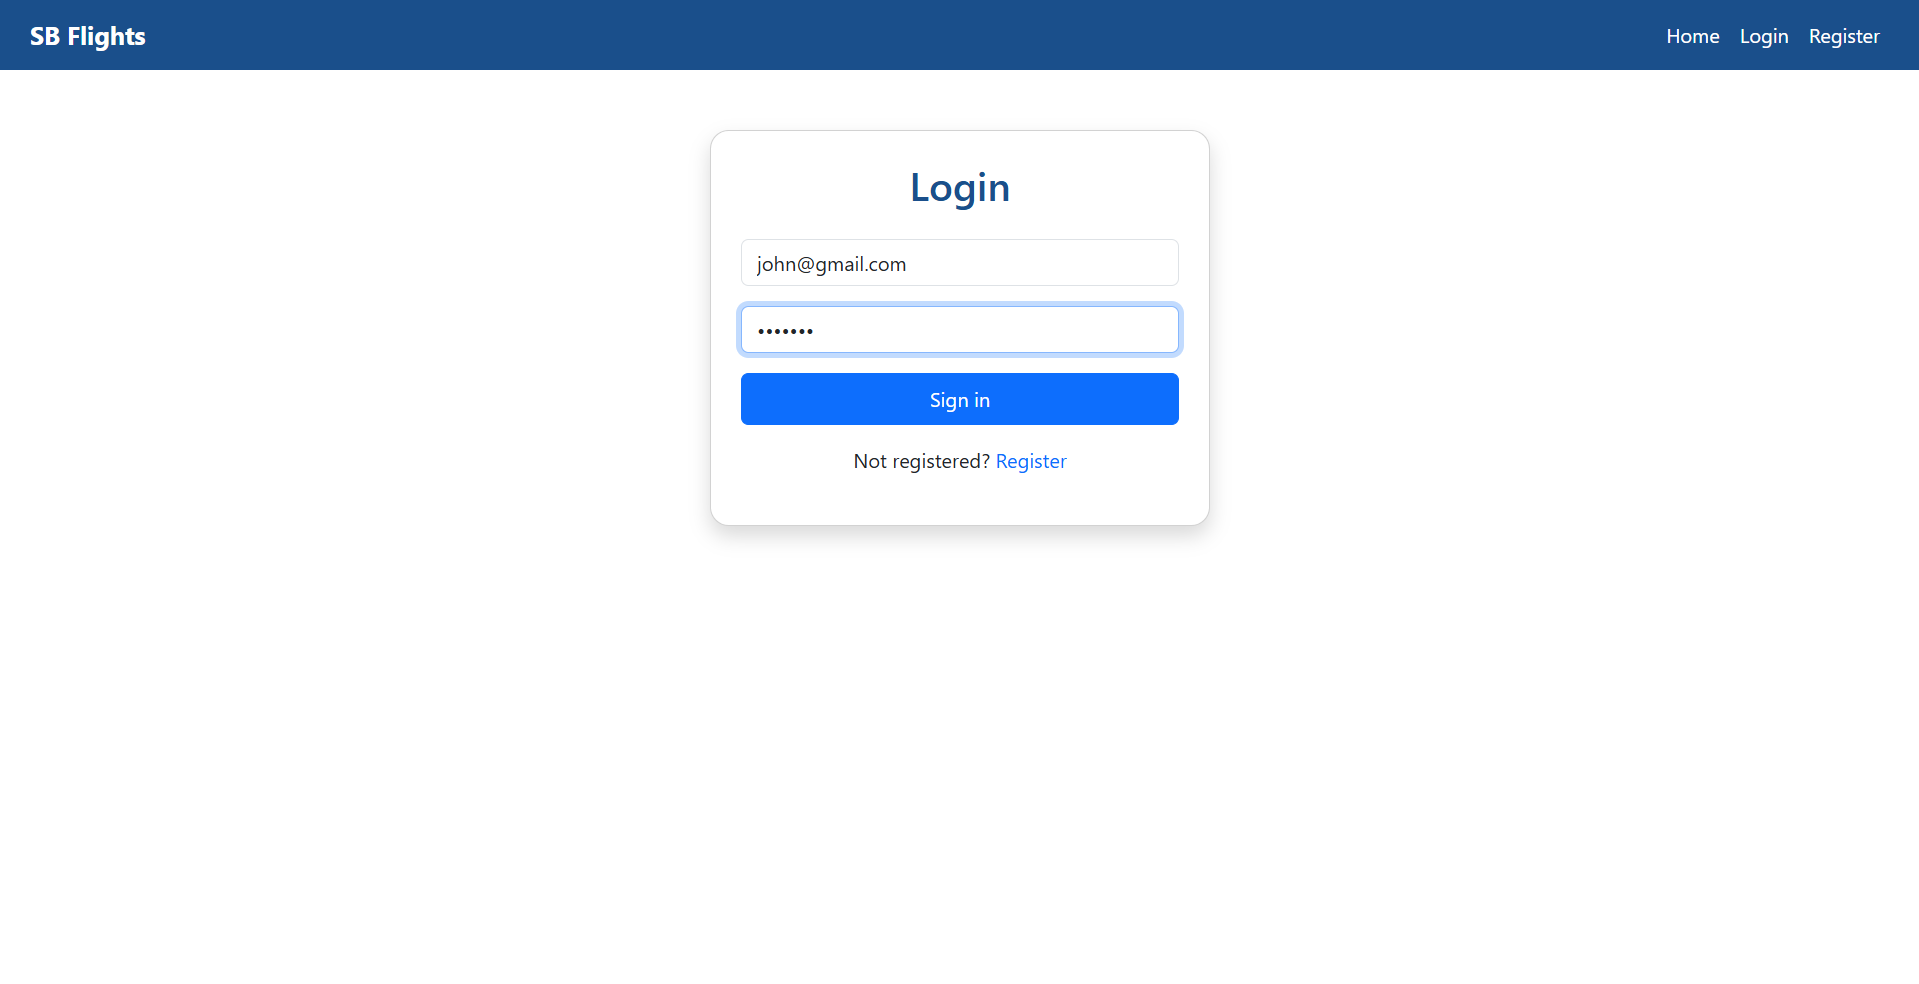 SB Flights
Home Login Register
Login
john@gmail.com
•••••••
Sign in
Not registered? Register